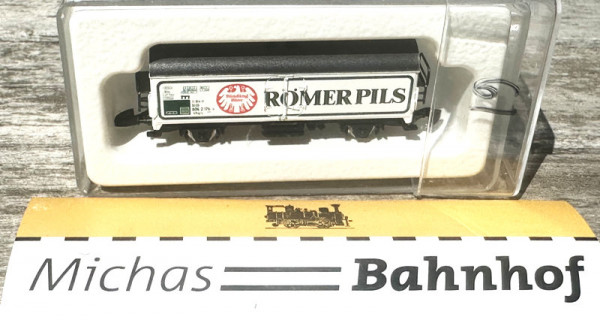 RÖMER PILS
Michas Bahnhof